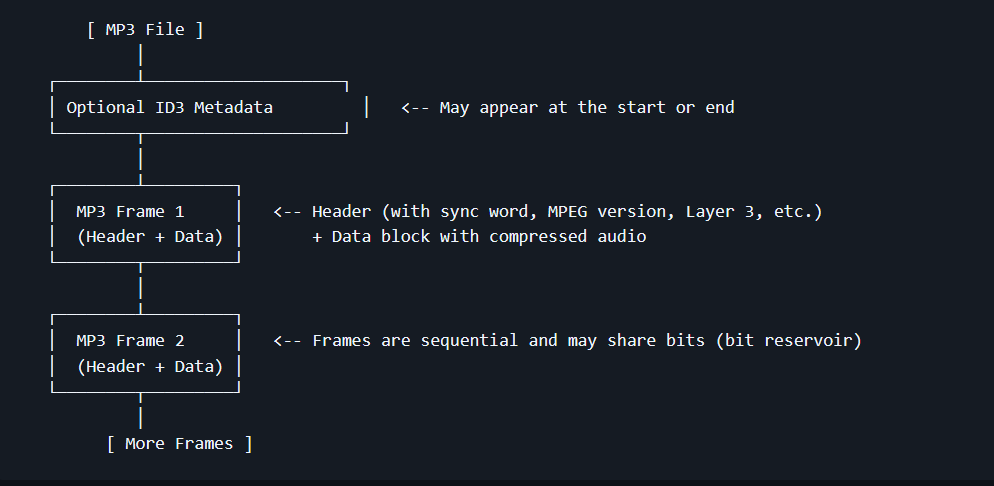 [ MP3 File ]
Optional ID3 Metadata <-- May appear at the start or end
MP3 Frame 1 <-- Header (with sync word, MPEG version, Layer 3, etc.)
(Header + Data) + Data block with compressed audio
MP3 Frame 2 <-- Frames are sequential and may share bits (bit reservoir)
(Header + Data)
[ More Frames ]